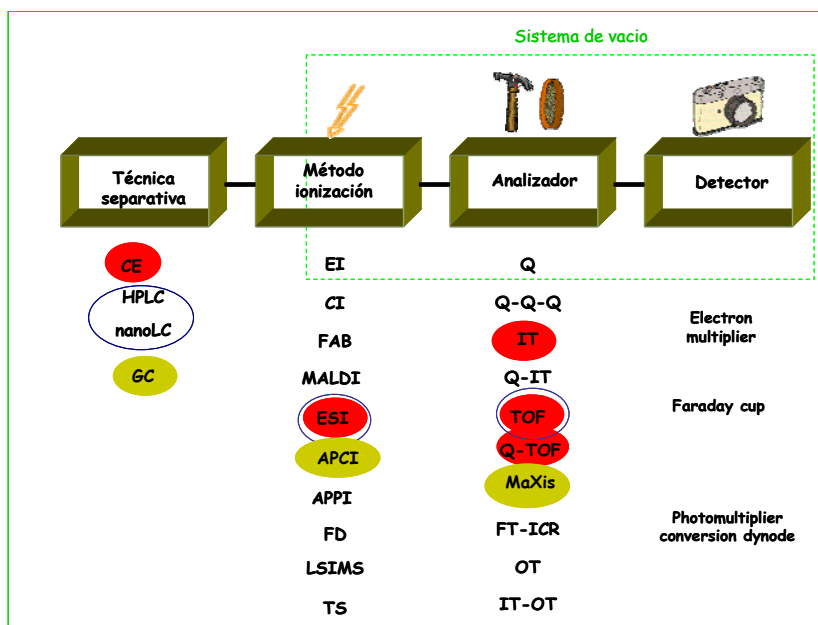 Sistema de vacio
Técnica
separativa
Método
ionización
Analizador
Detector
CE
HPLC
nanoLC
GC
EI
CI
FAB
MALDI
ESI
APCI
APPI
FD
LSIMS
TS
Q
Q-Q-Q
IT
Q-IT
TOF
Q-TOF
MaXis
FT-ICR
OT
IT-OT
Electron
multiplier
Faraday cup
Photomultiplier
conversion dynode